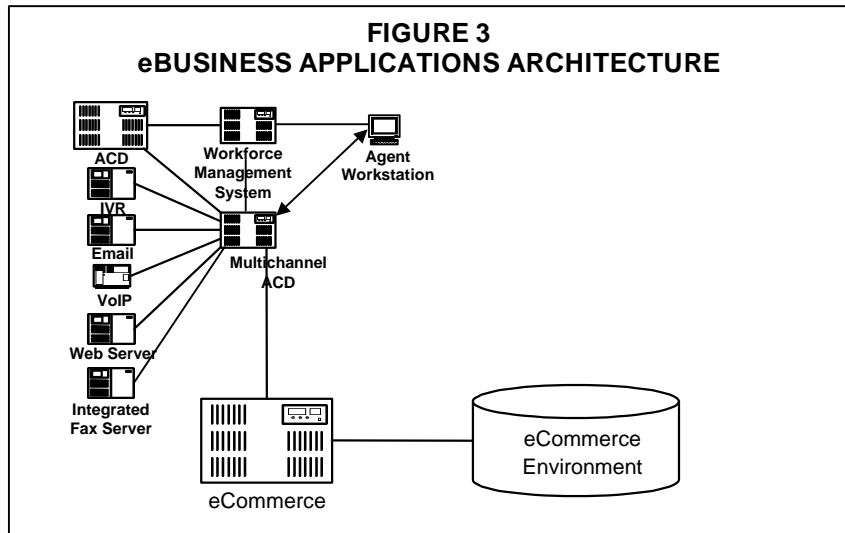 FIGURE 3
eBUSINESS APPLICATIONS ARCHITECTURE
ACD
Workforce
Management
System
Agent
Workstation
IVR
Email
Multichannel
ACD
VoIP
Web Server
Integrated
Fax Server
eCommerce
eCommerce
Environment